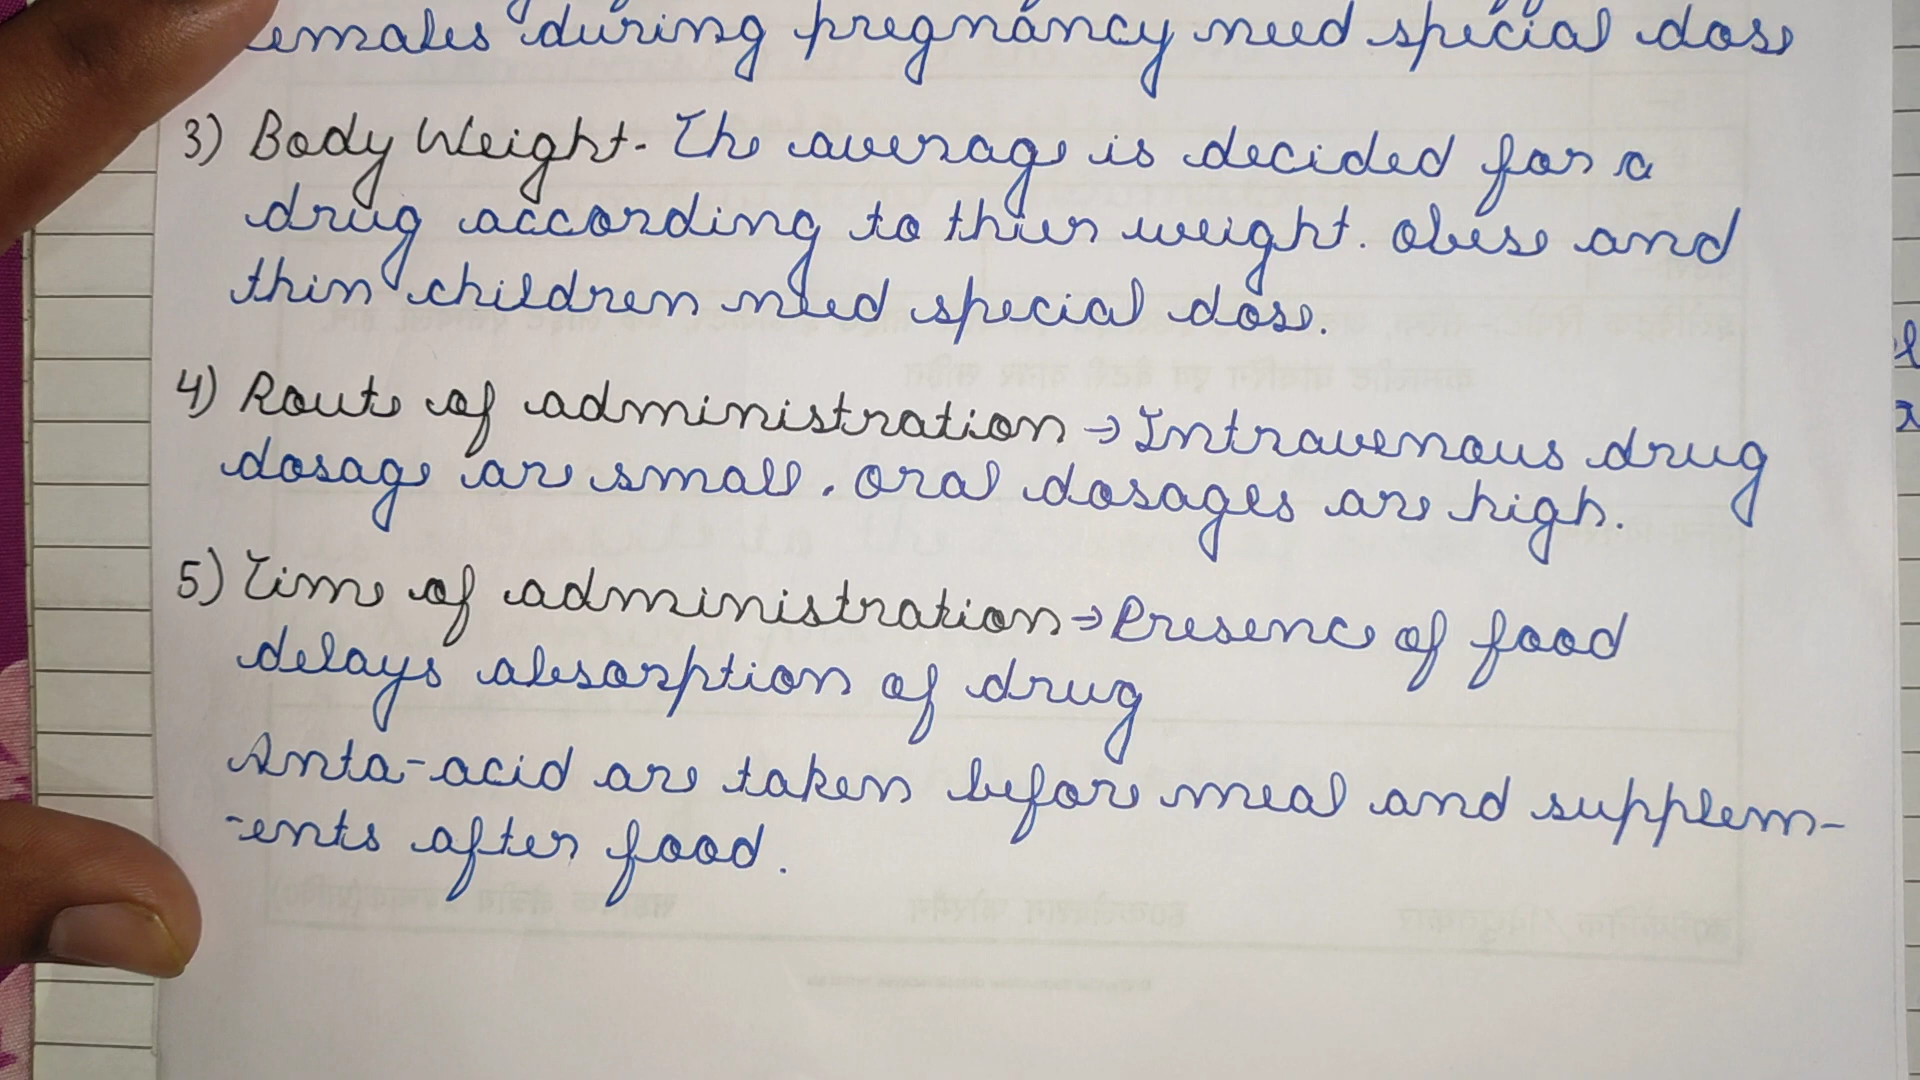 emales during pregnancy need special dose
3) Body Weight- The average is decided for a
drug according to thier weight. Obese and
thin children need special dose.
4) Route of administration → Intravenous drug
dosage are small. oral dosages are high.
5) Time of administration → Presence of food
delays absorption of drug
Anta-acid are taken before meal and supplem-
-ents after food.